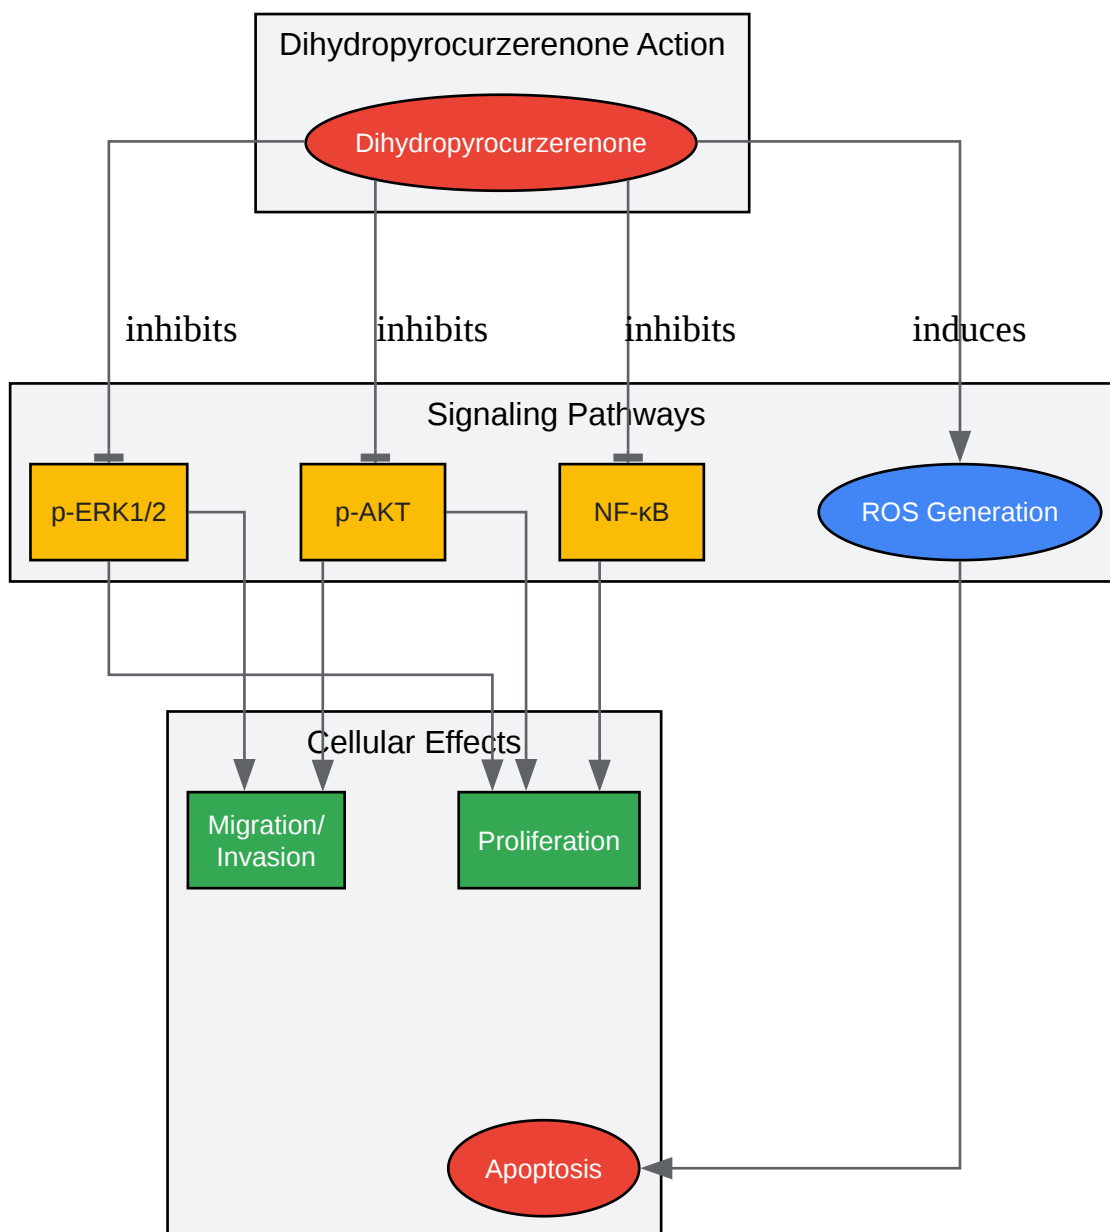 Dihydropyrocurzerenone Action
Dihydropyrocurzerenone
inhibits
inhibits
inhibits
induces
Signaling Pathways
p-ERK1/2
p-AKT
NF-κB
ROS Generation
Cellular Effects
Migration/
Invasion
Proliferation
Apoptosis